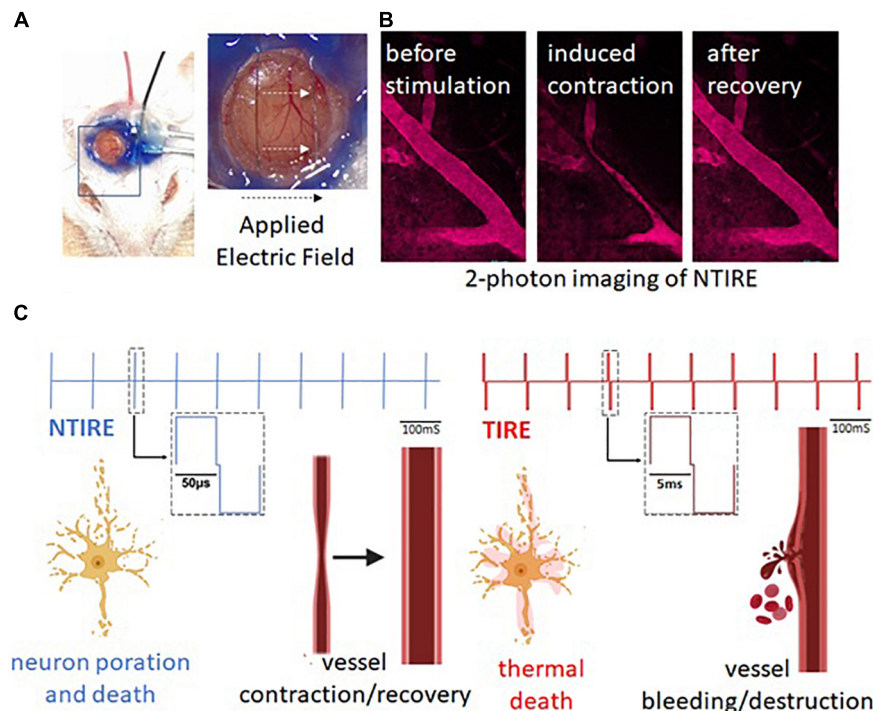 A
Applied
Electric Field
B
before
stimulation
induced
contraction
after
recovery
2-photon imaging of NTIRE
C
NTIRE
50µs
100mS
neuron poration
and death
vessel
contraction/recovery
TIRE
5ms
100mS
thermal
death
vessel
bleeding/destruction